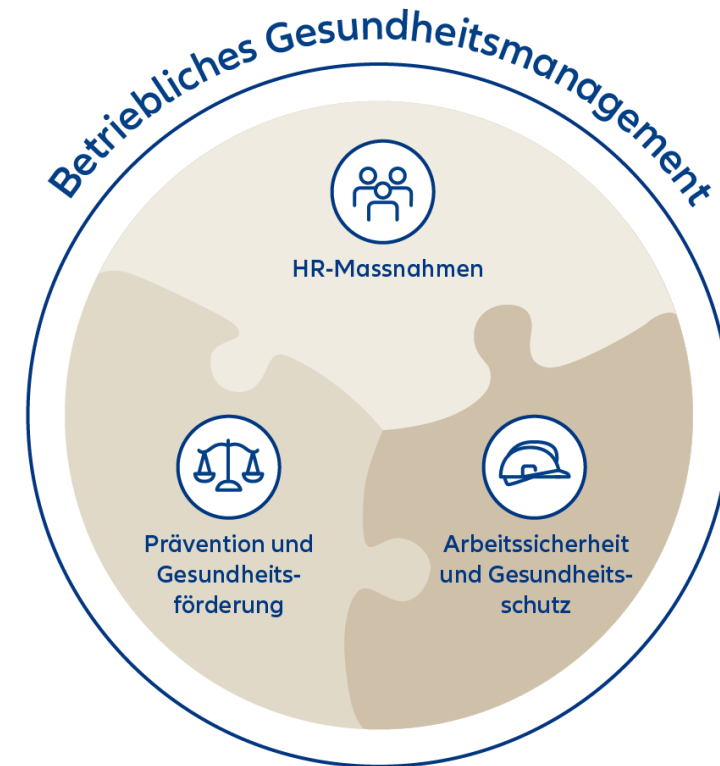 Betriebliches Gesundheitsmanagement
HR-Massnahmen
Prävention und
Gesundheits-
förderung
Arbeitssicherheit
und Gesundheits-
schutz